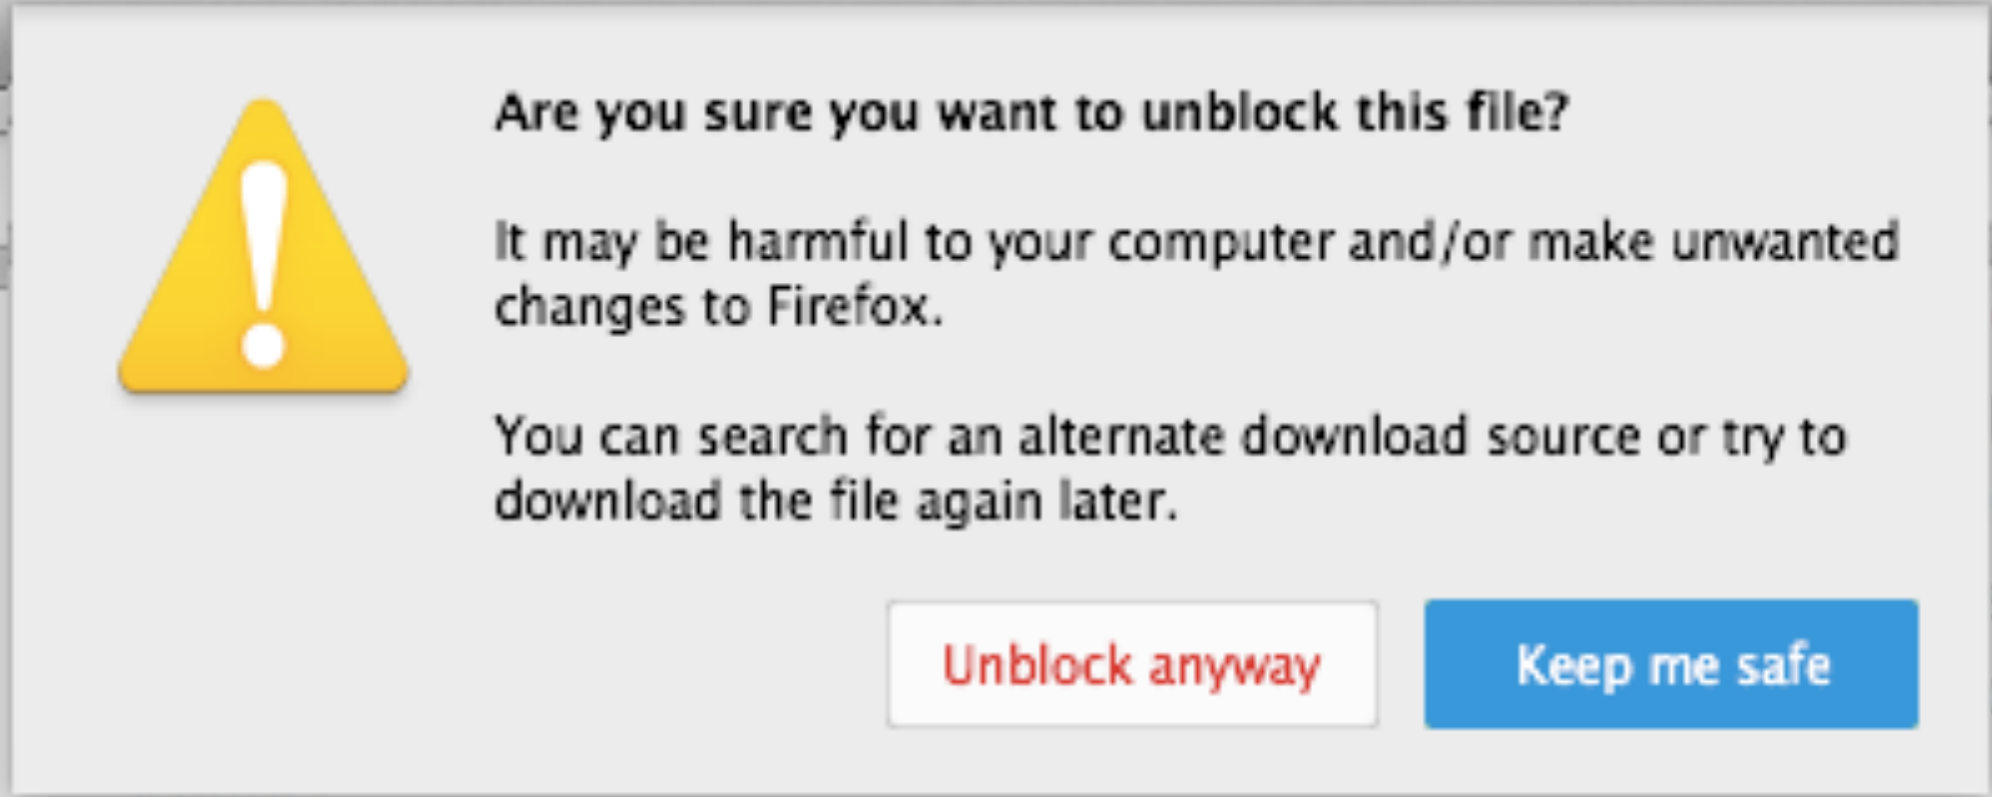 Are you sure you want to unblock this file?
It may be harmful to your computer and/or make unwanted
changes to Firefox.
You can search for an alternate download source or try to
download the file again later.
Unblock anyway
Keep me safe